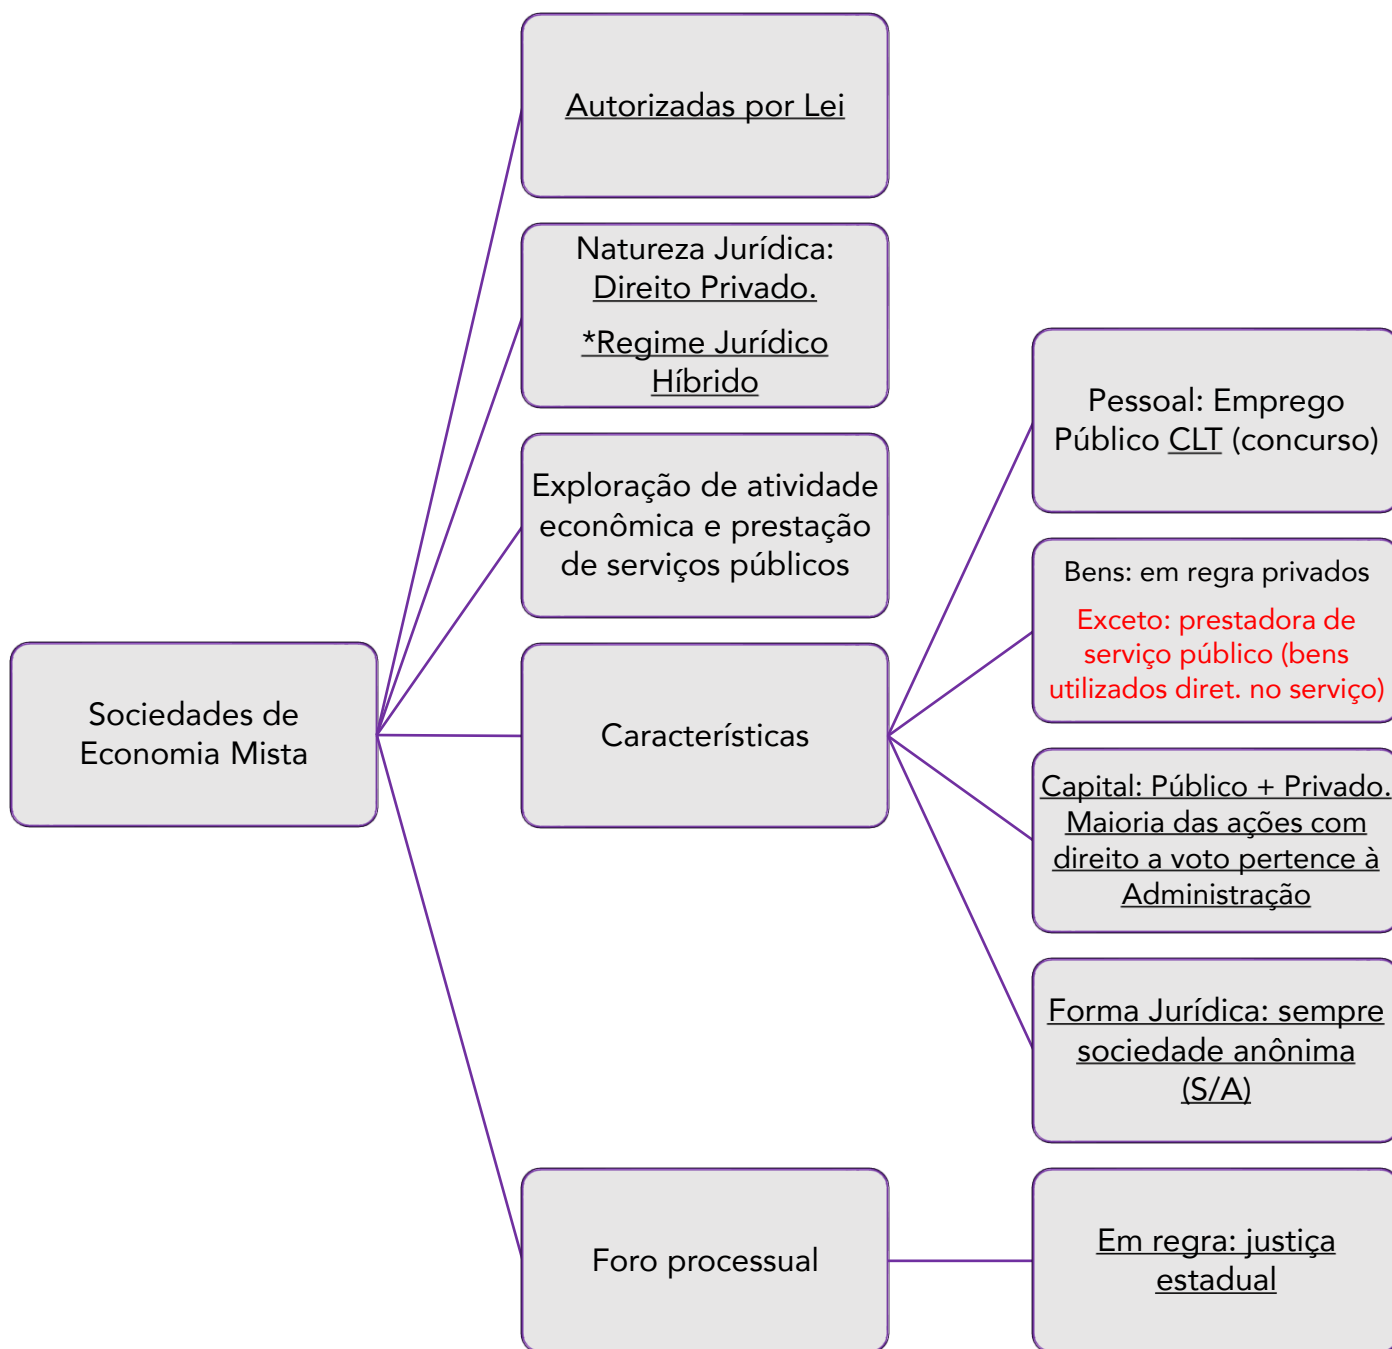 Autorizadas por Lei
Natureza Jurídica:
Direito Privado.
*Regime Jurídico
Híbrido
Exploração de atividade
econômica e prestação
de serviços públicos
Sociedades de
Economia Mista
Características
Pessoal: Emprego
Público CLT (concurso)
Bens: em regra privados
Exceto: prestadora de
serviço público (bens
utilizados diret. no serviço)
Capital: Público + Privado.
Maioria das ações com
direito a voto pertence à
Administração
Forma Jurídica: sempre
sociedade anônima
(S/A)
Foro processual
Em regra: justiça
estadual